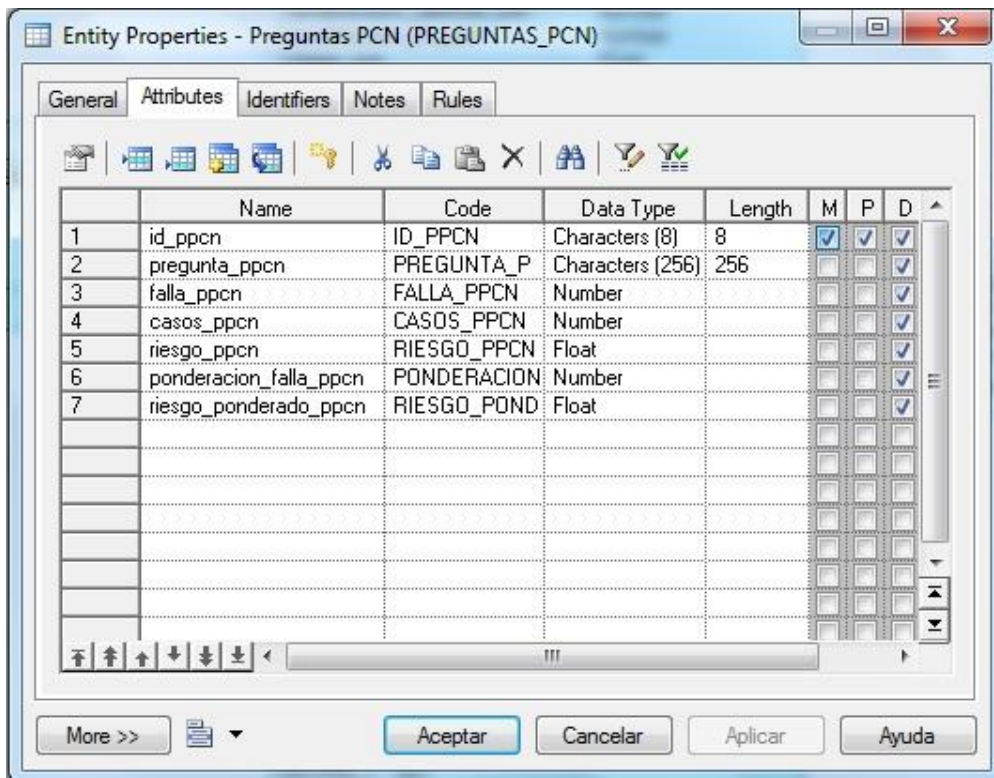 Entity Properties - Preguntas PCN (PREGUNTAS_PCN)
General Attributes Identifiers Notes Rules
Name Code Data Type Length M P D
1 id_ppcn ID_PPCN Characters (8) 8
2 pregunta_ppcn PREGUNTA_P Characters (256) 256
3 falla_ppcn FALLA_PPCN Number
4 casos_ppcn CASOS_PPCN Number
5 riesgo_ppcn RIESGO_PPCN Float
6 ponderacion_falla_ppcn PONDERACION Number
7 riesgo_ponderado_ppcn RIESGO_POND Float
More >> Aceptar Cancelar Aplicar Ayuda